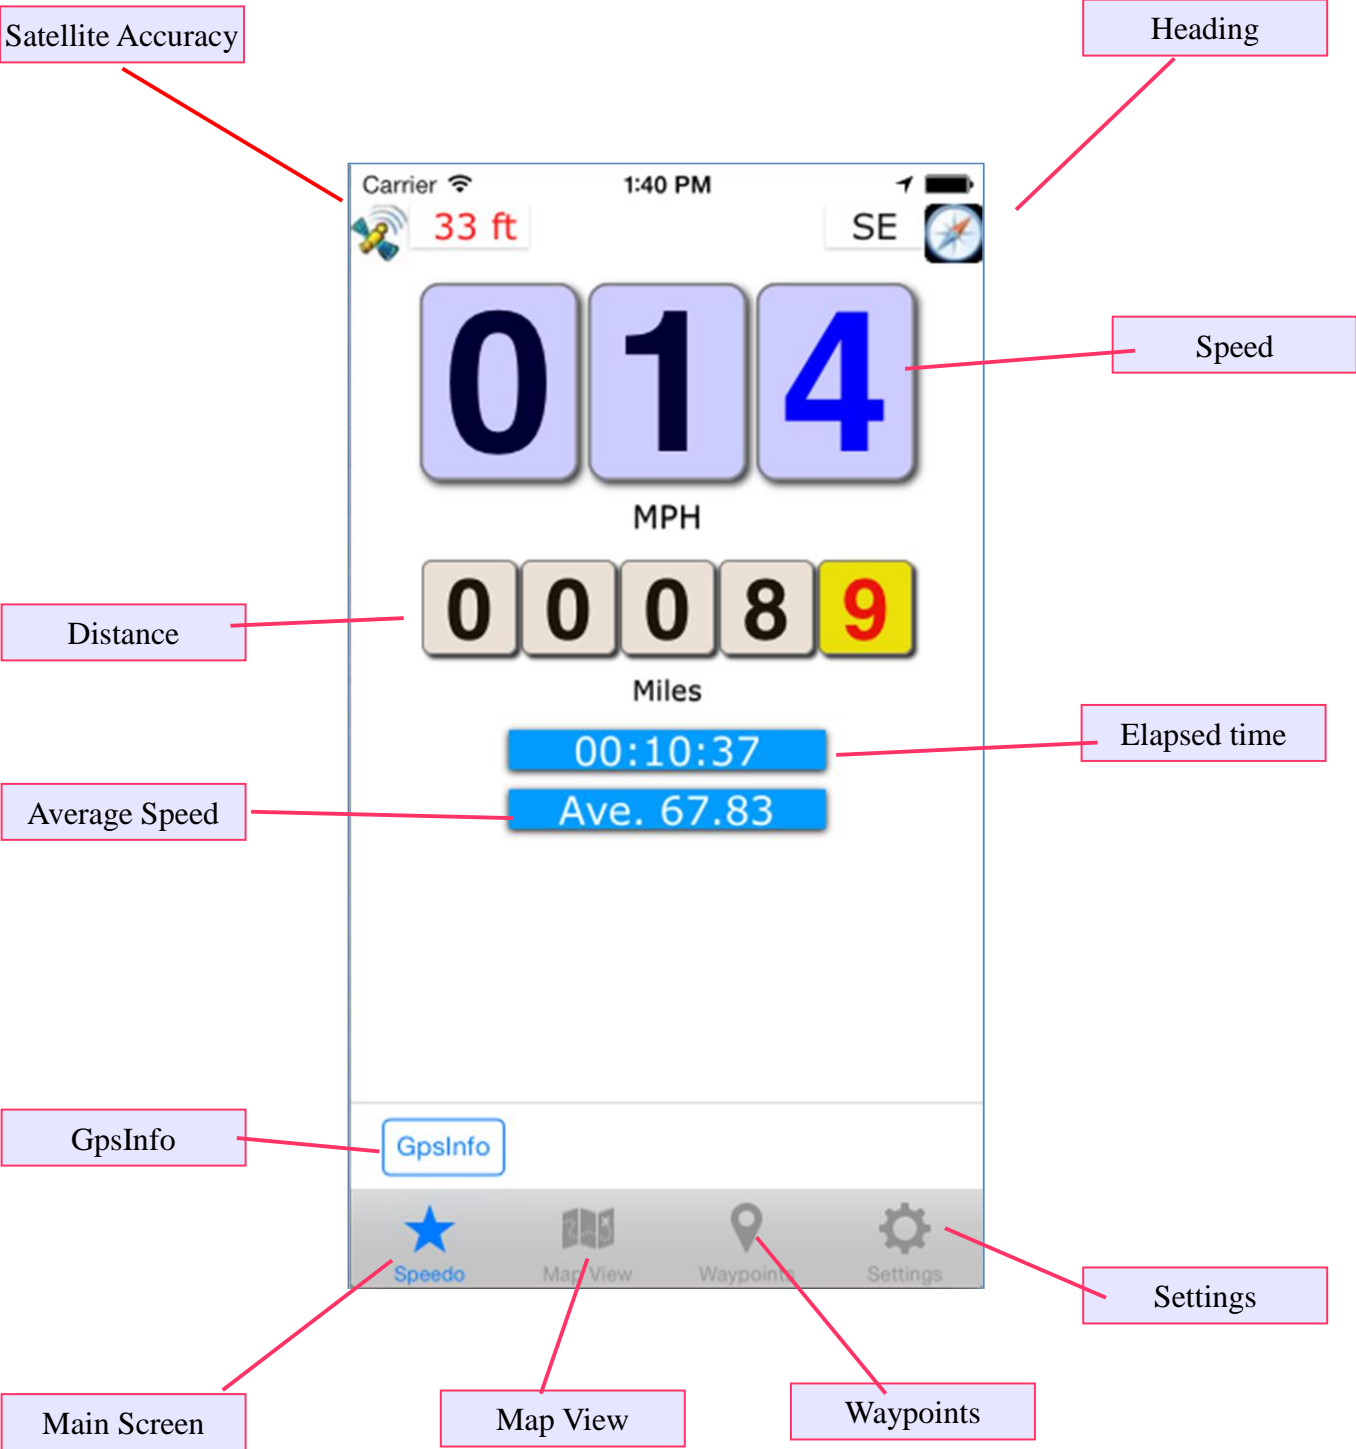 Satellite Accuracy
Heading
Carrier 1:40 PM
33 ft SE
014
Speed
MPH
00089
Distance
Miles
00:10:37
Elapsed time
Ave. 67.83
Average Speed
GpsInfo
GpsInfo
Speedo Map View Waypoints Settings
Settings
Main Screen
Map View
Waypoints